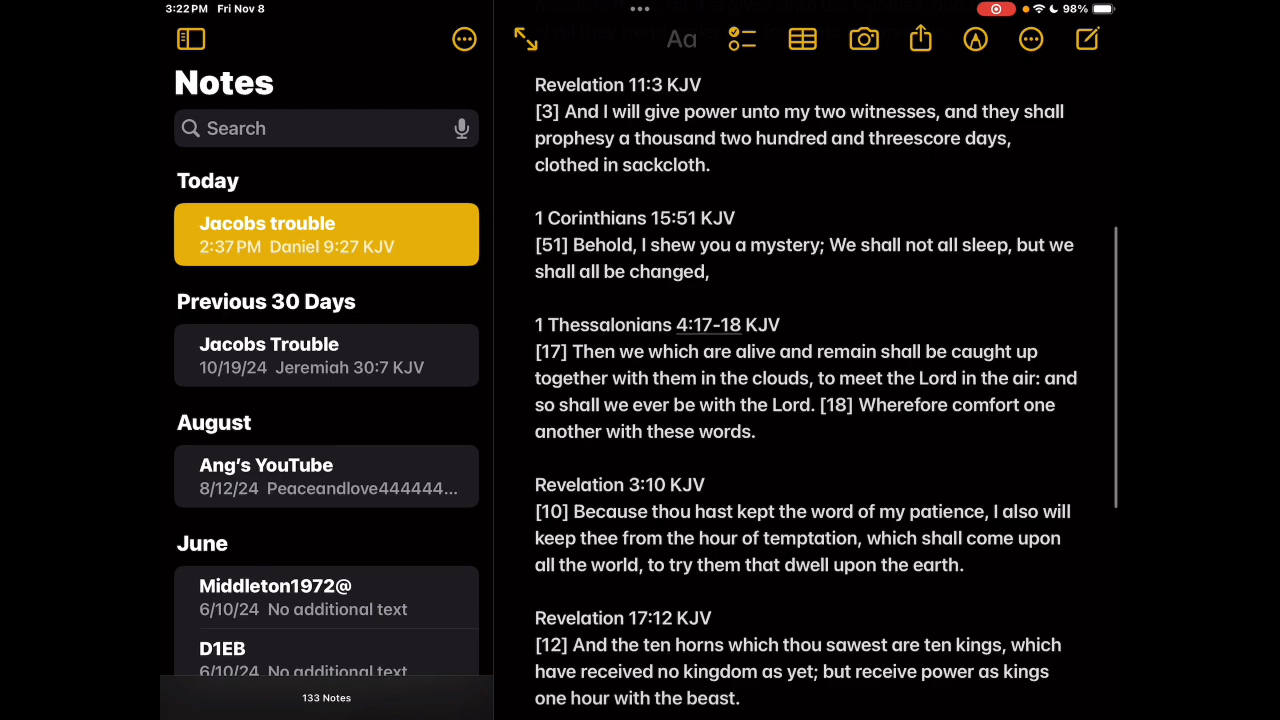 3:22 PM Fri Nov 8
98%
Notes
Search
Today
Jacobs trouble
2:37 PM Daniel 9:27 KJV
Previous 30 Days
Jacobs Trouble
10/19/24 Jeremiah 30:7 KJV
August
Ang's YouTube
8/12/24 Peaceandlove444444...
June
Middleton1972@
6/10/24 No additional text
D1EB
6/10/24 No additional text
133 Notes
Aa
Revelation 11:3 KJV
[3] And I will give power unto my two witnesses, and they shall
prophesy a thousand two hundred and threescore days,
clothed in sackcloth.
1 Corinthians 15:51 KJV
[51] Behold, I shew you a mystery; We shall not all sleep, but we
shall all be changed,
1 Thessalonians 4:17-18 KJV
[17] Then we which are alive and remain shall be caught up
together with them in the clouds, to meet the Lord in the air: and
so shall we ever be with the Lord. [18] Wherefore comfort one
another with these words.
Revelation 3:10 KJV
[10] Because thou hast kept the word of my patience, I also will
keep thee from the hour of temptation, which shall come upon
all the world, to try them that dwell upon the earth.
Revelation 17:12 KJV
[12] And the ten horns which thou sawest are ten kings, which
have received no kingdom as yet; but receive power as kings
one hour with the beast.